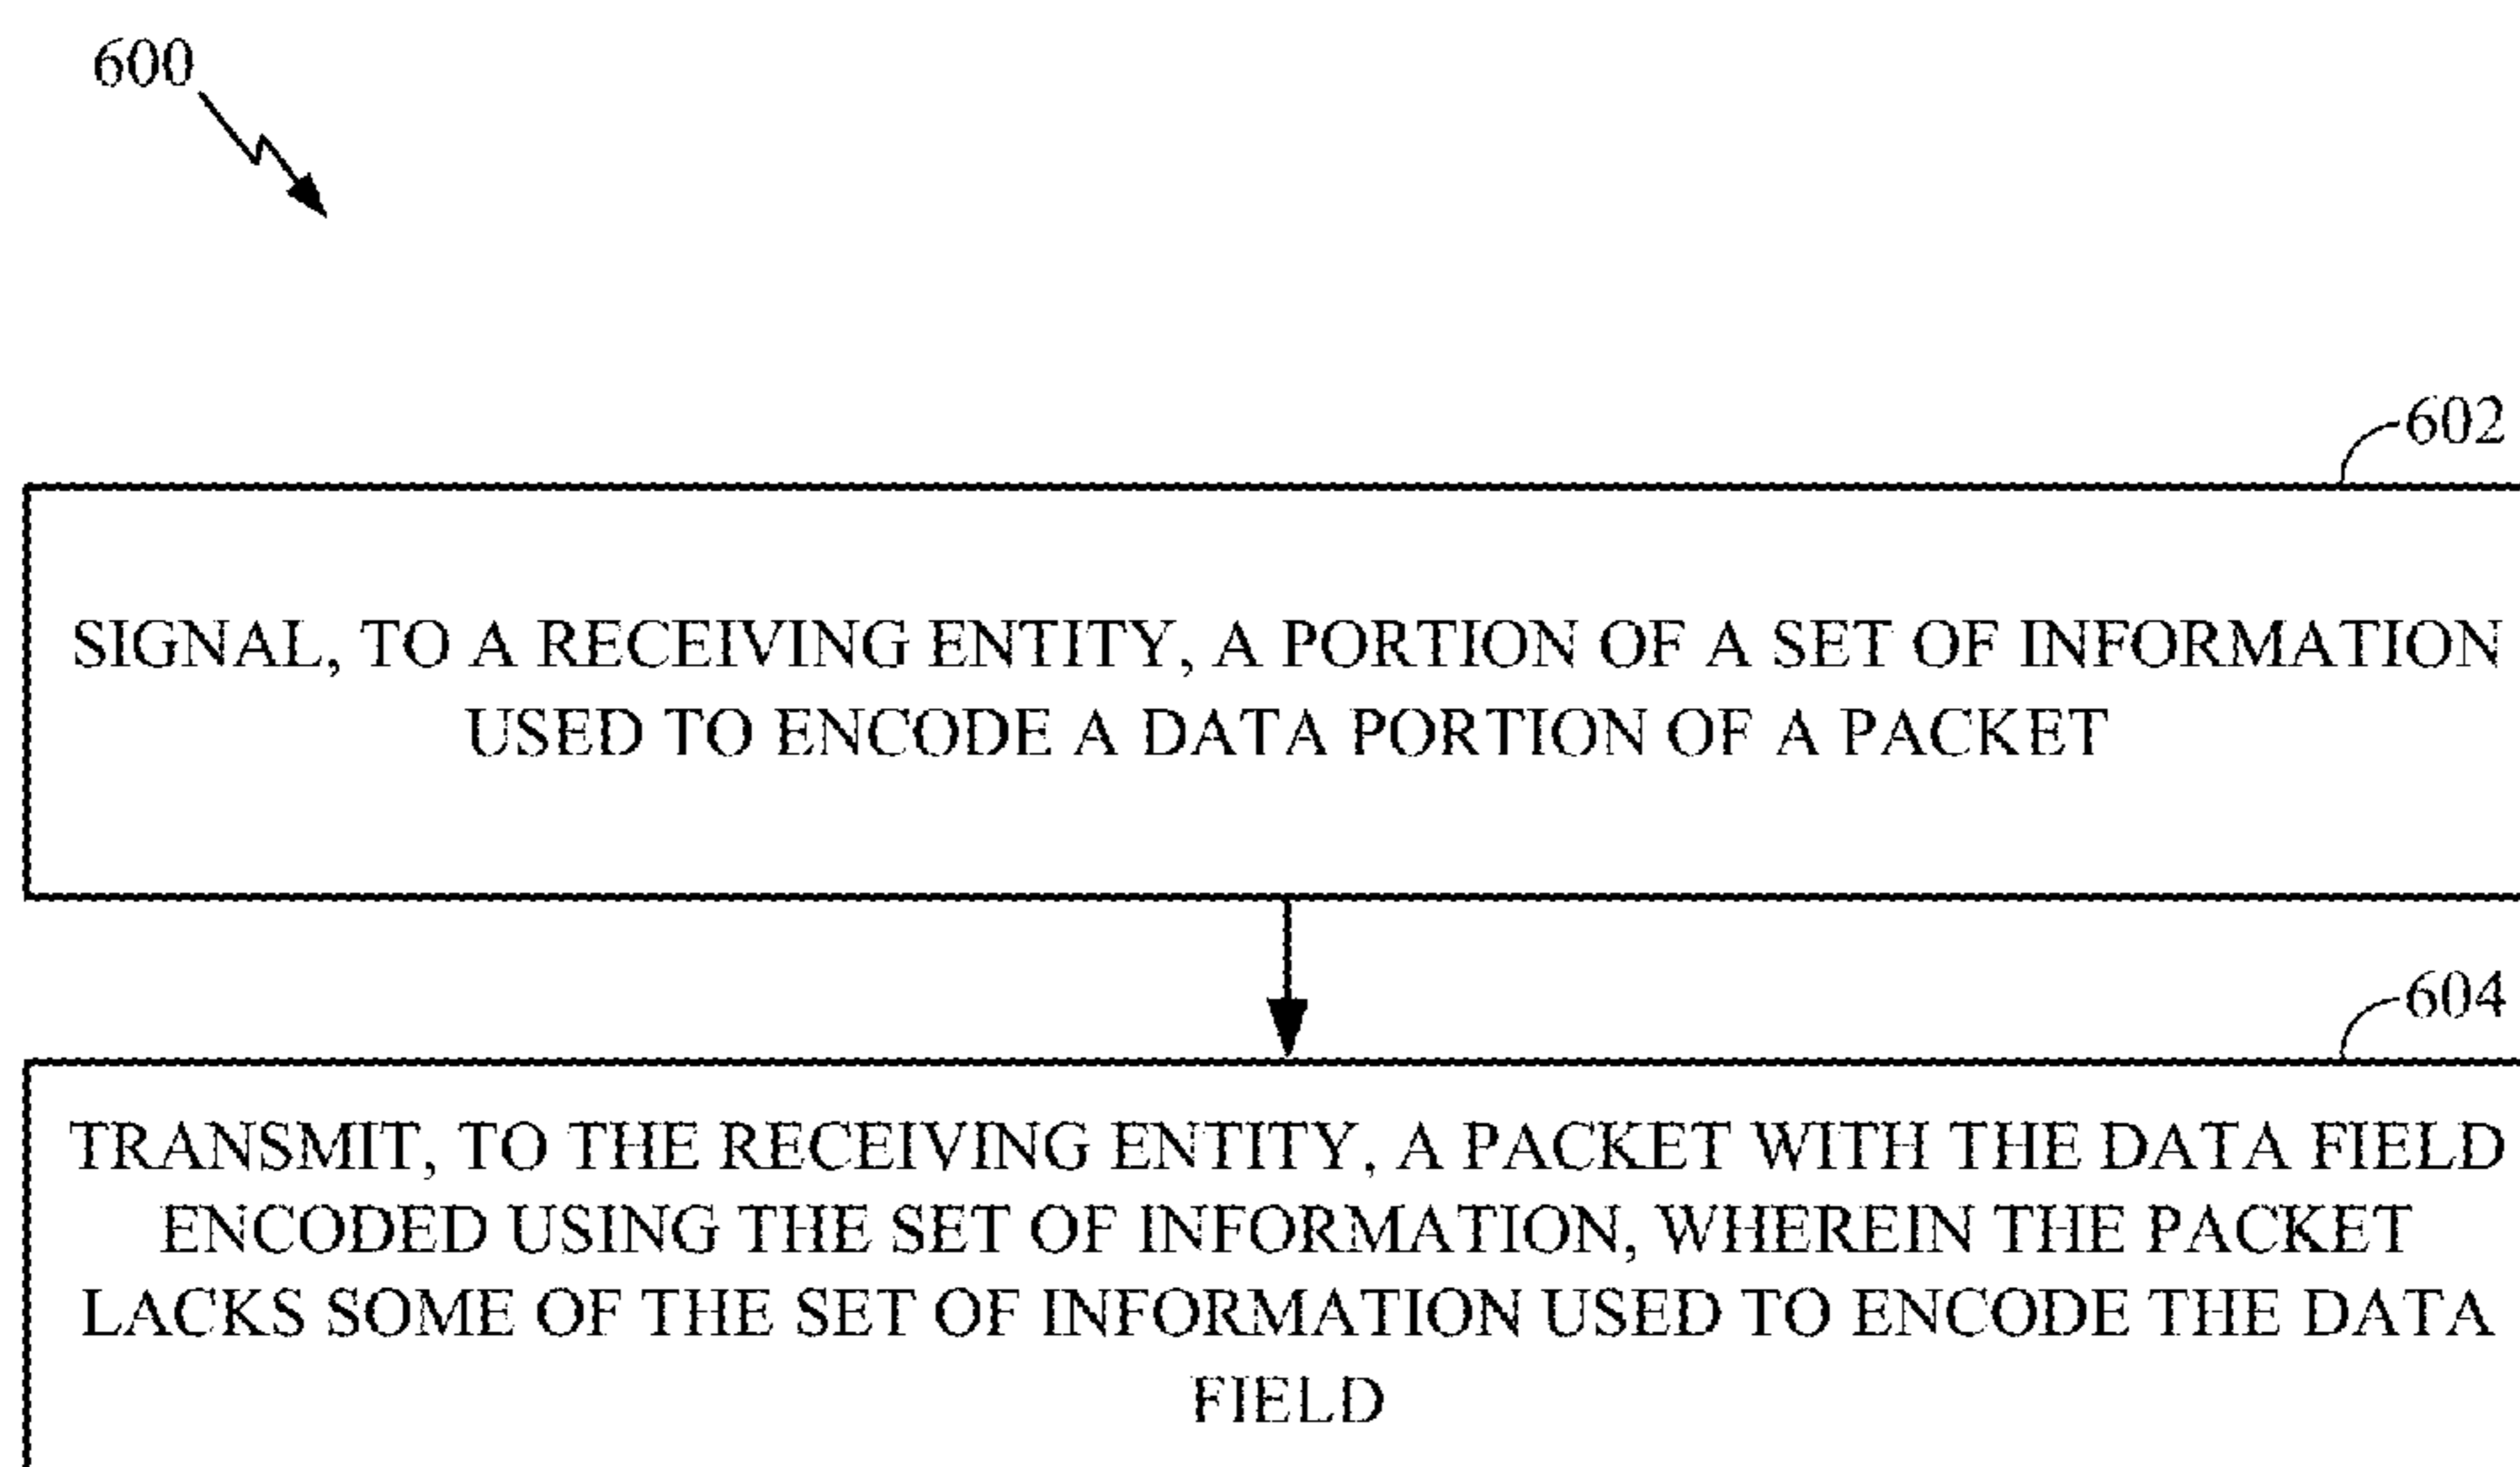 600
602
SIGNAL, TO A RECEIVING ENTITY, A PORTION OF A SET OF INFORMATION
USED TO ENCODE A DATA PORTION OF A PACKET
604
TRANSMIT, TO THE RECEIVING ENTITY, A PACKET WITH THE DATA FIELD
ENCODED USING THE SET OF INFORMATION, WHEREIN THE PACKET
LACKS SOME OF THE SET OF INFORMATION USED TO ENCODE THE DATA
FIELD